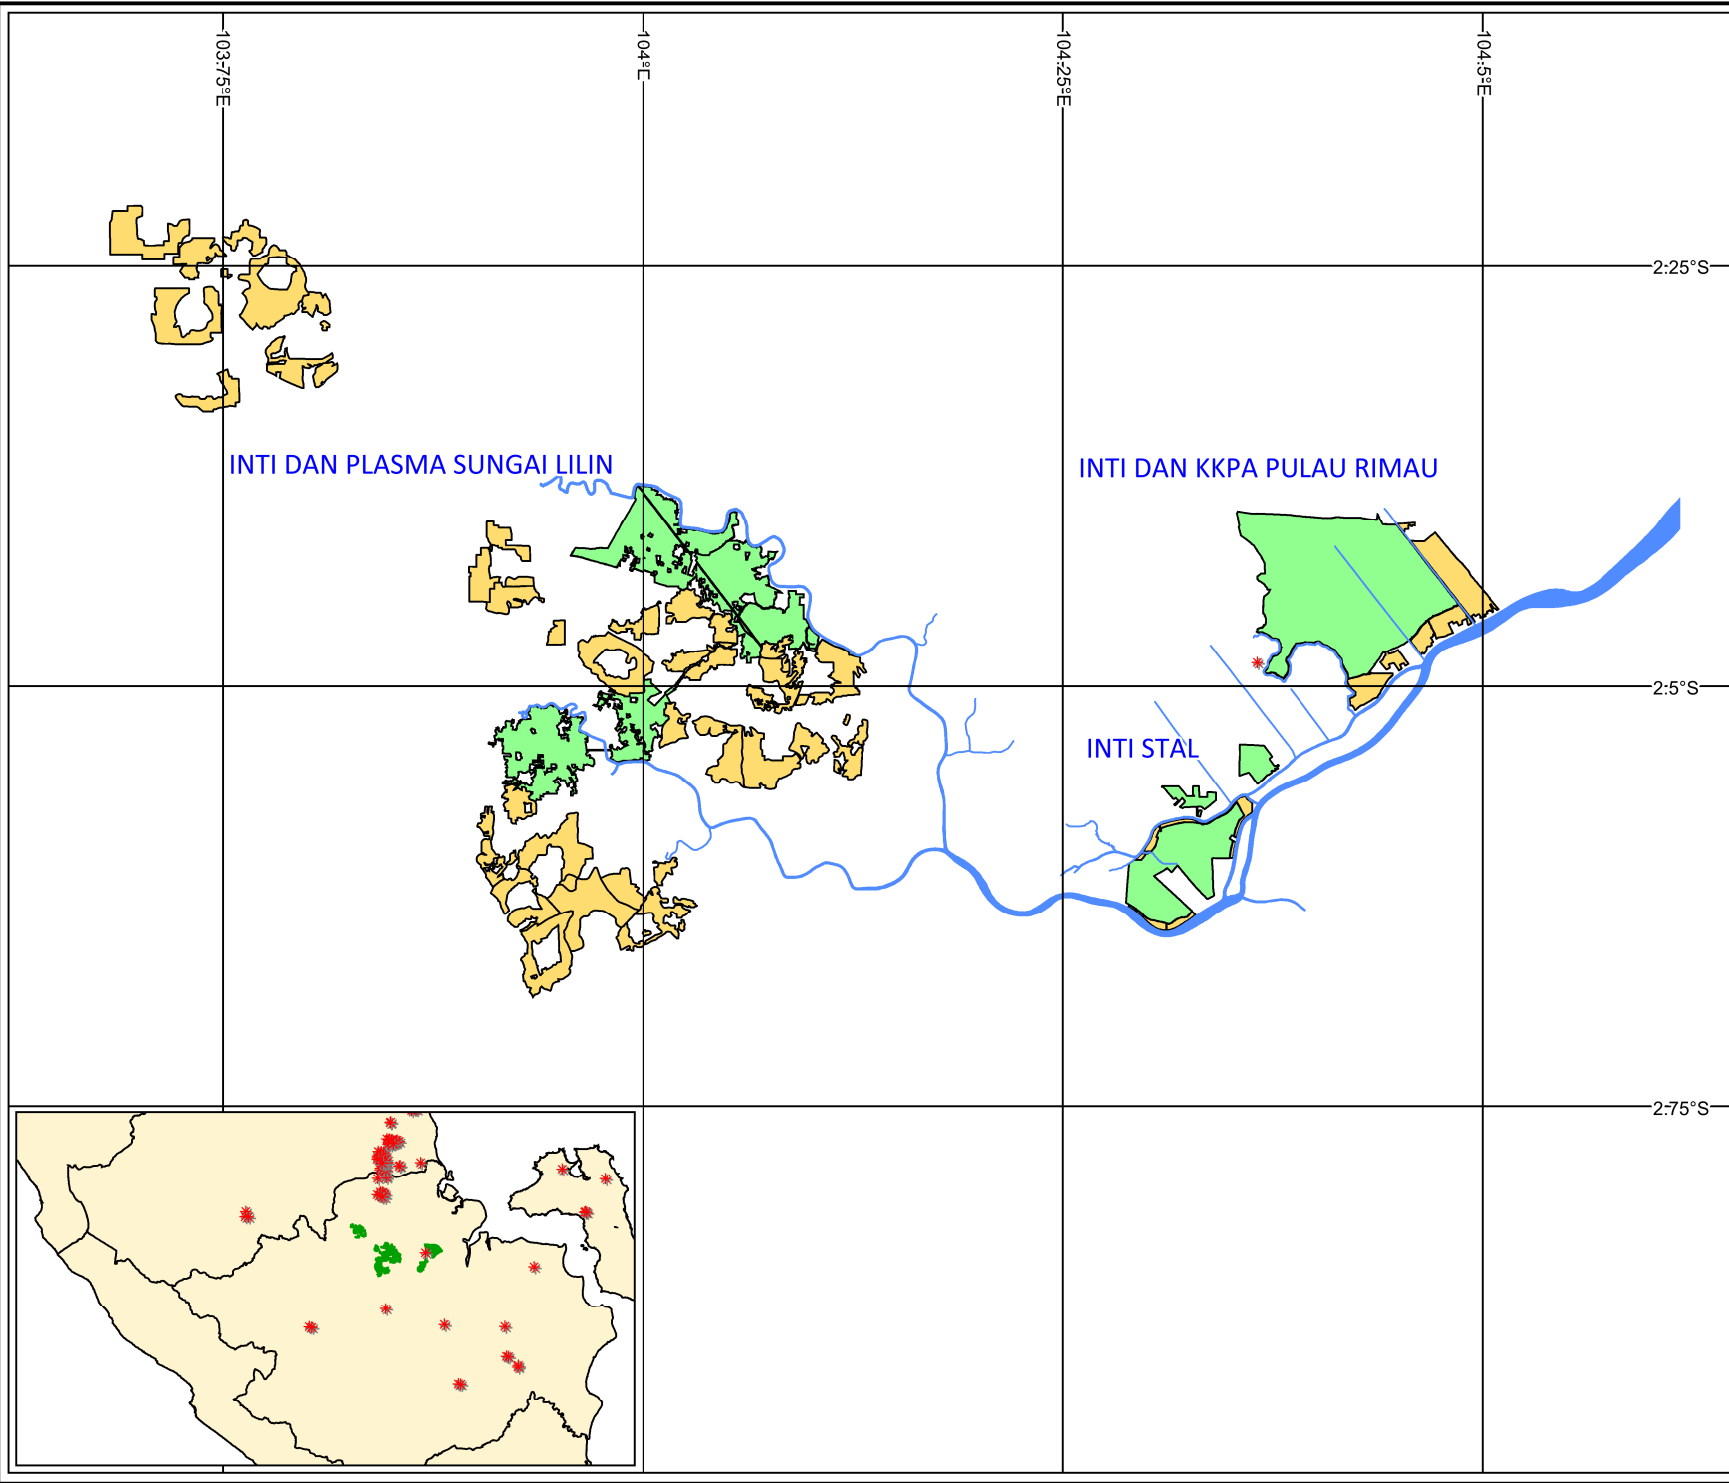 103.75°E
104°E
104.25°E
104.5°E
2.25°S
INTI DAN PLASMA SUNGAI LILIN
INTI DAN KKPA PULAU RIMAU
2.5°S
INTI STAL
2.75°S